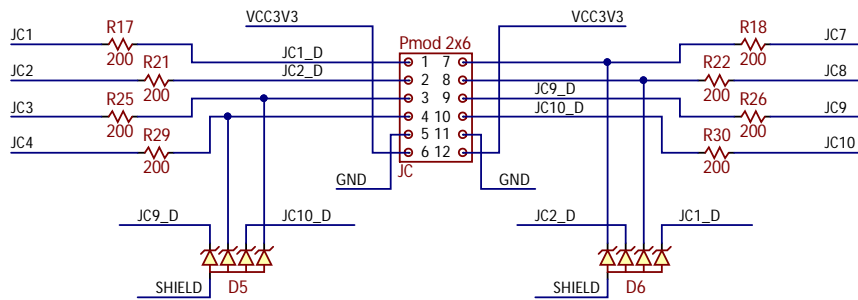 VCC3V3
VCC3V3
JC1
R17
200
Pmod 2x6
R18
200
JC7
JC2
R21
200
JC1_D
JC2_D
1 7
2 8
3 9
4 10
5 11
6 12
JC
JC9_D
JC10_D
R22
200
JC8
JC3
R25
200
R26
200
JC9
JC4
R29
200
R30
200
JC10
GND
GND
JC9_D
JC10_D
JC2_D
JC1_D
SHIELD
D5
SHIELD
D6